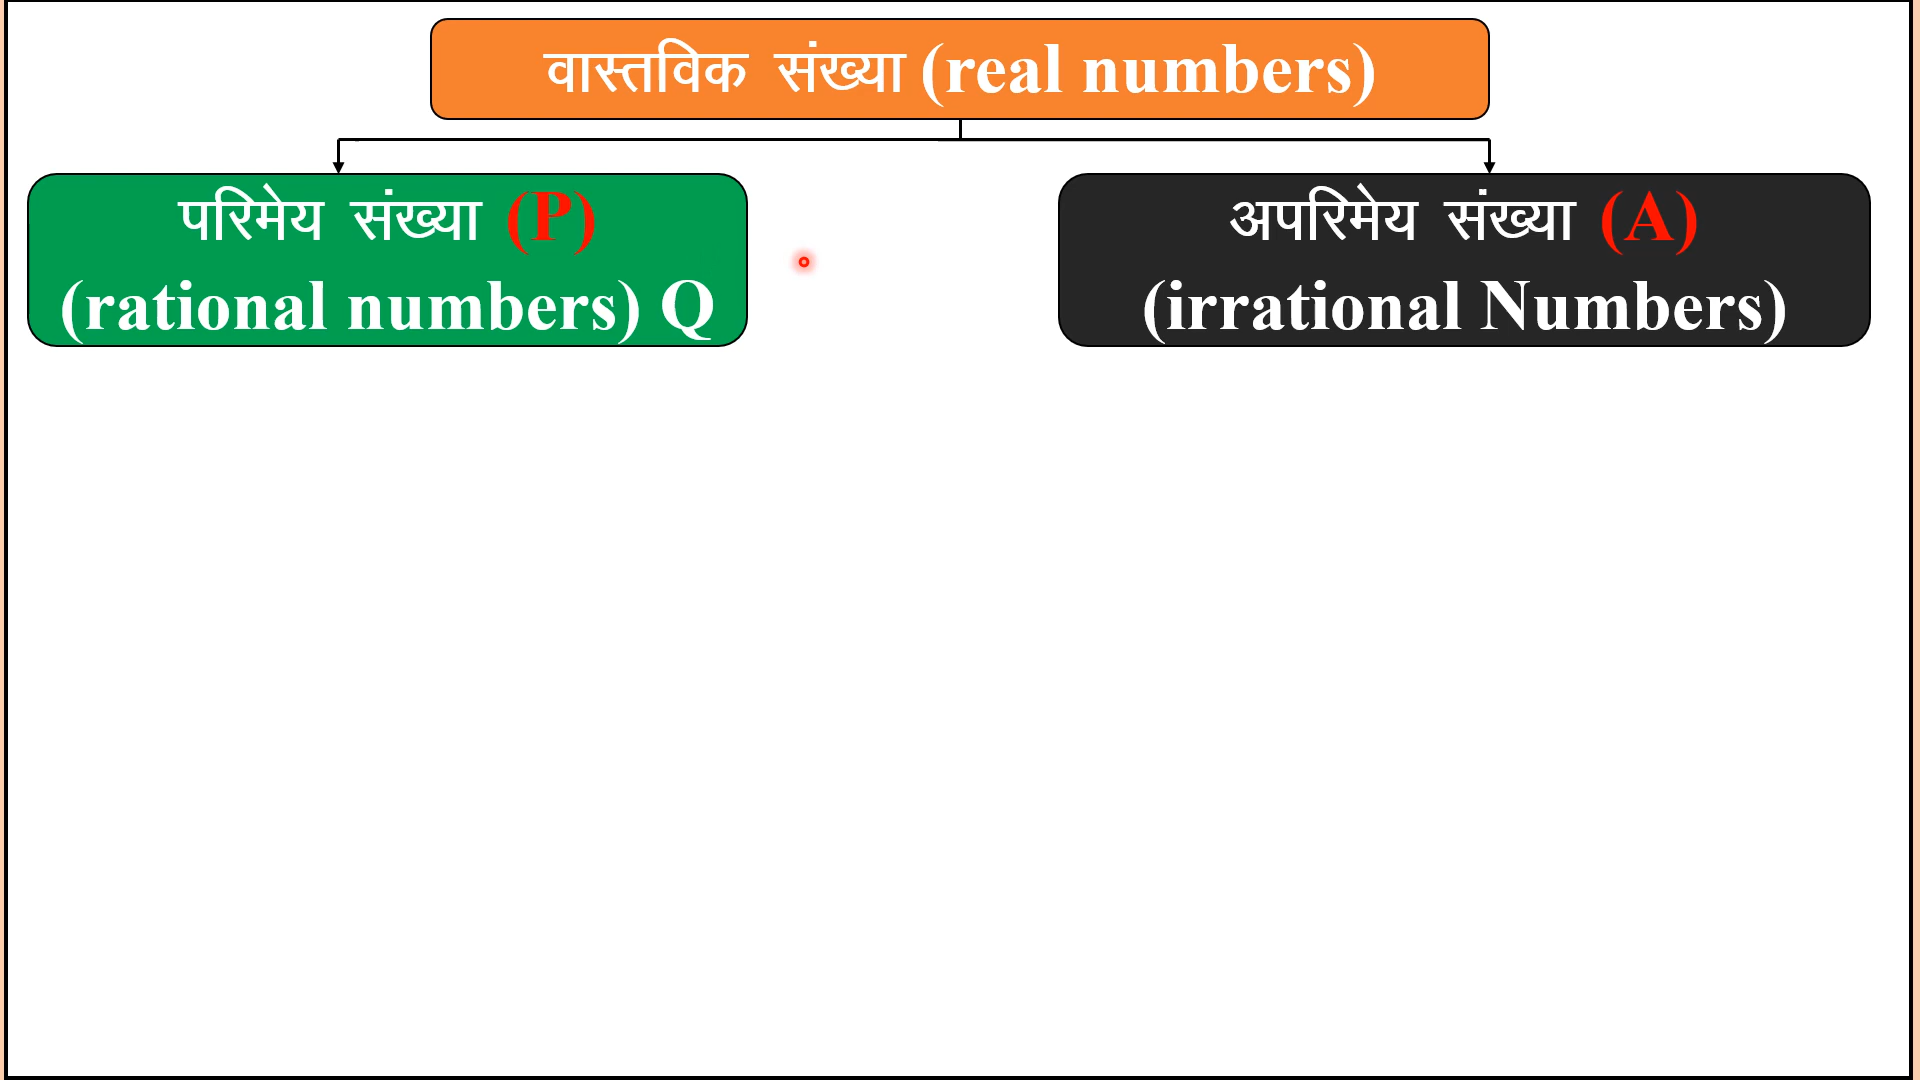 वास्तविक संख्या (real numbers)
परिमेय संख्या (P)
(rational numbers) Q
अपरिमेय संख्या (A)
(irrational Numbers)